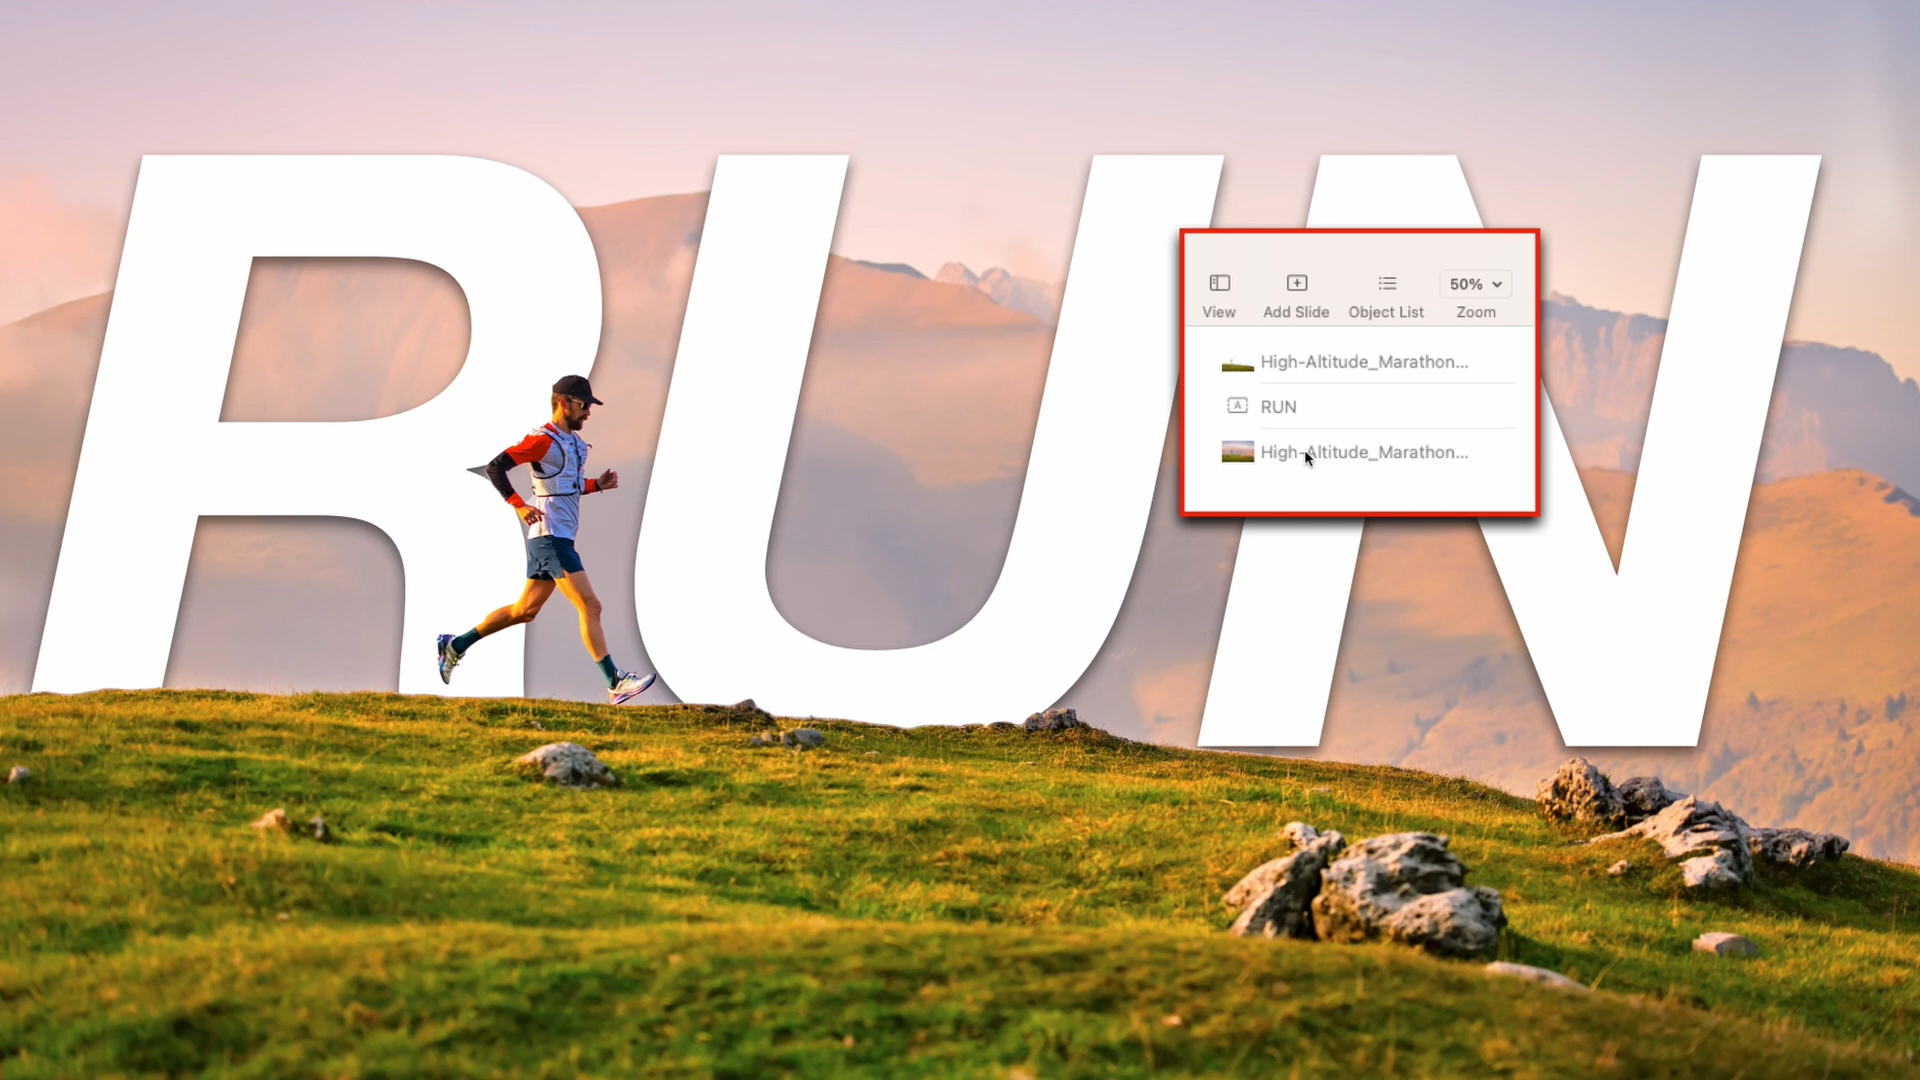 RUN
50%
View Add Slide Object List Zoom
High-Altitude_Marathon...
A RUN
High-Altitude_Marathon...